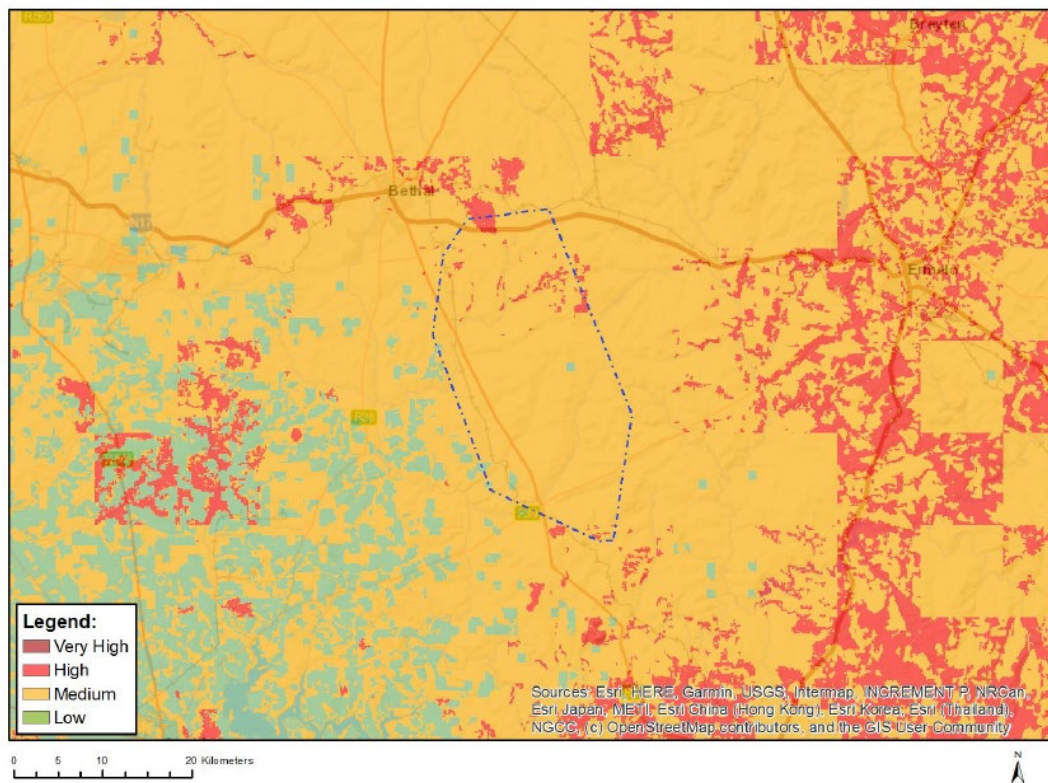 R50
Breyten
Bethal
N17
Ermelo
Legend:
Very High
High
Medium
Low
Sources: Esri, HERE, Garmin, USGS, Intermap, INCREMENT P, NRCan,
Esri Japan, METI, Esri China (Hong Kong), Esri Korea, Esri (Thailand),
NGCC, (c) OpenStreetMap contributors, and the GIS User Community
0 5 10 20 Kilometers
N